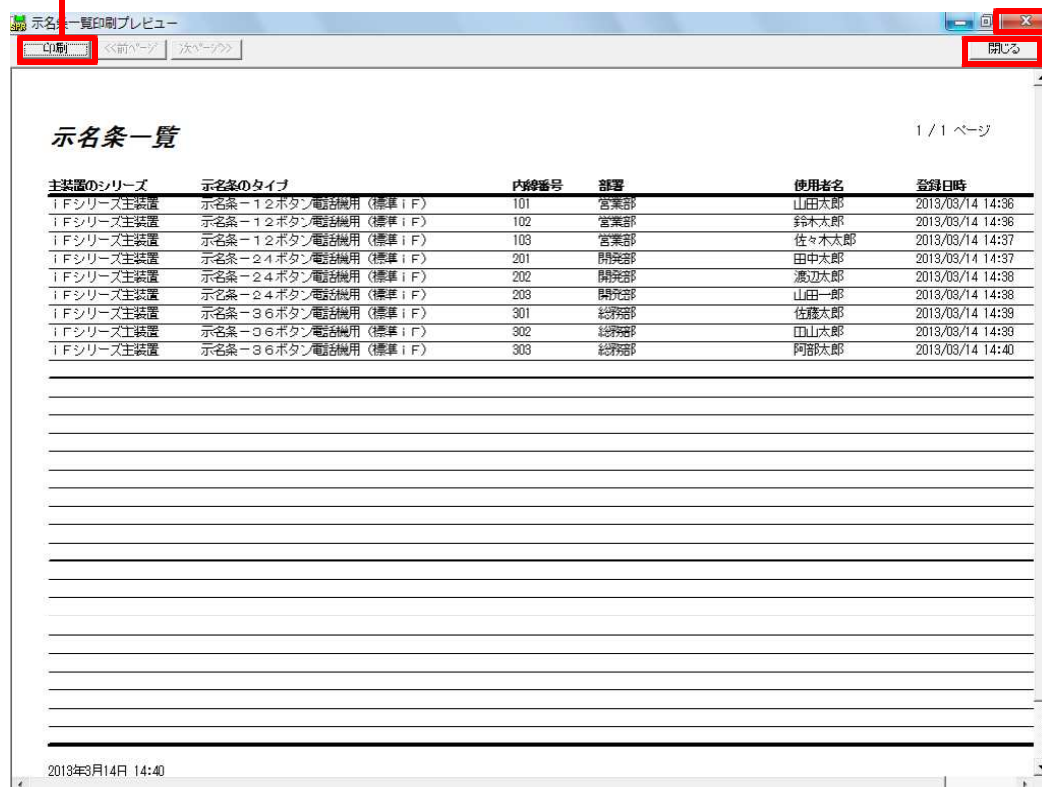 示名条一覧印刷プレビュー
印刷 <<前ページ 次ページ>> 閉じる
示名条一覧 1 / 1 ページ
主装置のシリーズ 示名条のタイプ 内線番号 部署 使用者名 登録日時
iFシリーズ主装置 示名条－12ボタン電話機用（標準iF） 101 営業部 山田太郎 2013/03/14 14:36
iFシリーズ主装置 示名条－12ボタン電話機用（標準iF） 102 営業部 鈴木太郎 2013/03/14 14:36
iFシリーズ主装置 示名条－12ボタン電話機用（標準iF） 103 営業部 佐々木太郎 2013/03/14 14:37
iFシリーズ主装置 示名条－24ボタン電話機用（標準iF） 201 開発部 田中太郎 2013/03/14 14:37
iFシリーズ主装置 示名条－24ボタン電話機用（標準iF） 202 開発部 渡辺太郎 2013/03/14 14:38
iFシリーズ主装置 示名条－24ボタン電話機用（標準iF） 203 開発部 山田一郎 2013/03/14 14:38
iFシリーズ主装置 示名条－36ボタン電話機用（標準iF） 301 総務部 佐藤太郎 2013/03/14 14:39
iFシリーズ主装置 示名条－36ボタン電話機用（標準iF） 302 総務部 田山太郎 2013/03/14 14:39
iFシリーズ主装置 示名条－36ボタン電話機用（標準iF） 303 総務部 阿部太郎 2013/03/14 14:40
2013年3月14日 14:40